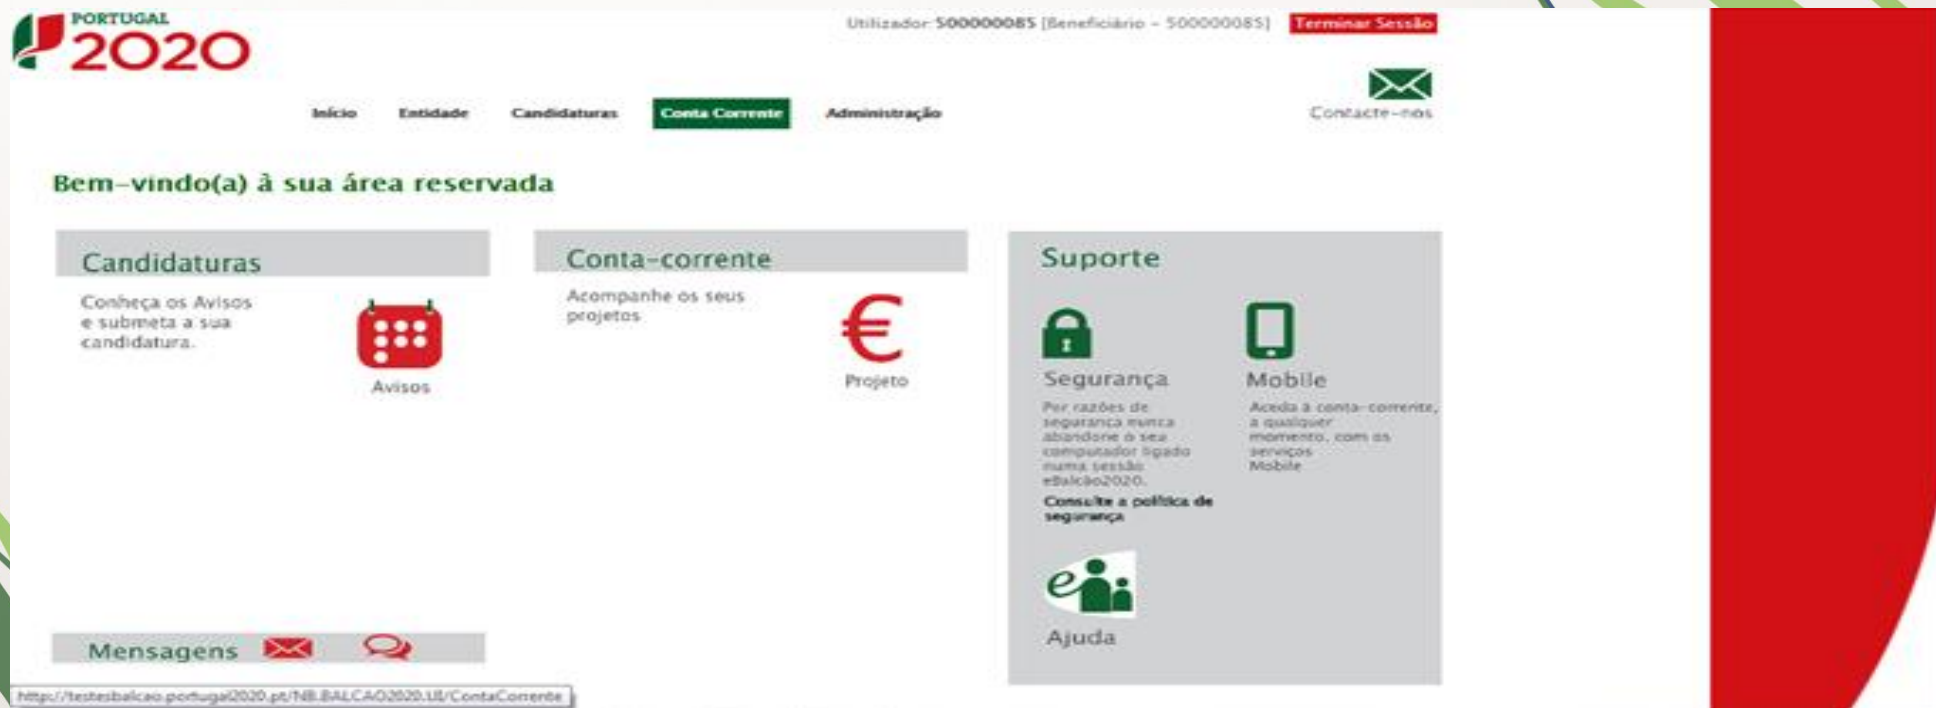 PORTUGAL
2020
Utilizador: 500000085 [Beneficiário - 500000085]
Terminar Sessão
Contacte-nos
Início
Entidade
Candidaturas
Conta Corrente
Administração
Bem-vindo(a) à sua área reservada
Candidaturas
Conheça os Avisos
e submeta a sua
candidatura.
Avisos
Conta-corrente
Acompanhe os seus
projetos
€
Projeto
Suporte
Segurança
Por razões de
segurança nunca
abandone o seu
computador ligado
numa sessão
eBalcão2020.
Consulte a política de
segurança
Mobile
Aceda à conta-corrente,
a qualquer
momento, com os
serviços
Mobile
e
Ajuda
Mensagens
http://testesbalcao.portugal2020.pt/NB.BALCAO2020.UI/ContaCorrente